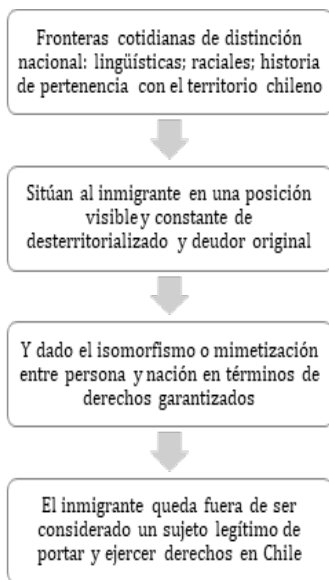 Fronteras cotidianas de distinción
nacional: lingüísticas; raciales; historia
de pertenencia con el territorio chileno
Sitúan al inmigrante en una posición
visible y constante de
desterritorializado y deudor original
Y dado el isomorfismo o mimetización
entre persona y nación en términos de
derechos garantizados
El inmigrante queda fuera de ser
considerado un sujeto legítimo de
portar y ejercer derechos en Chile